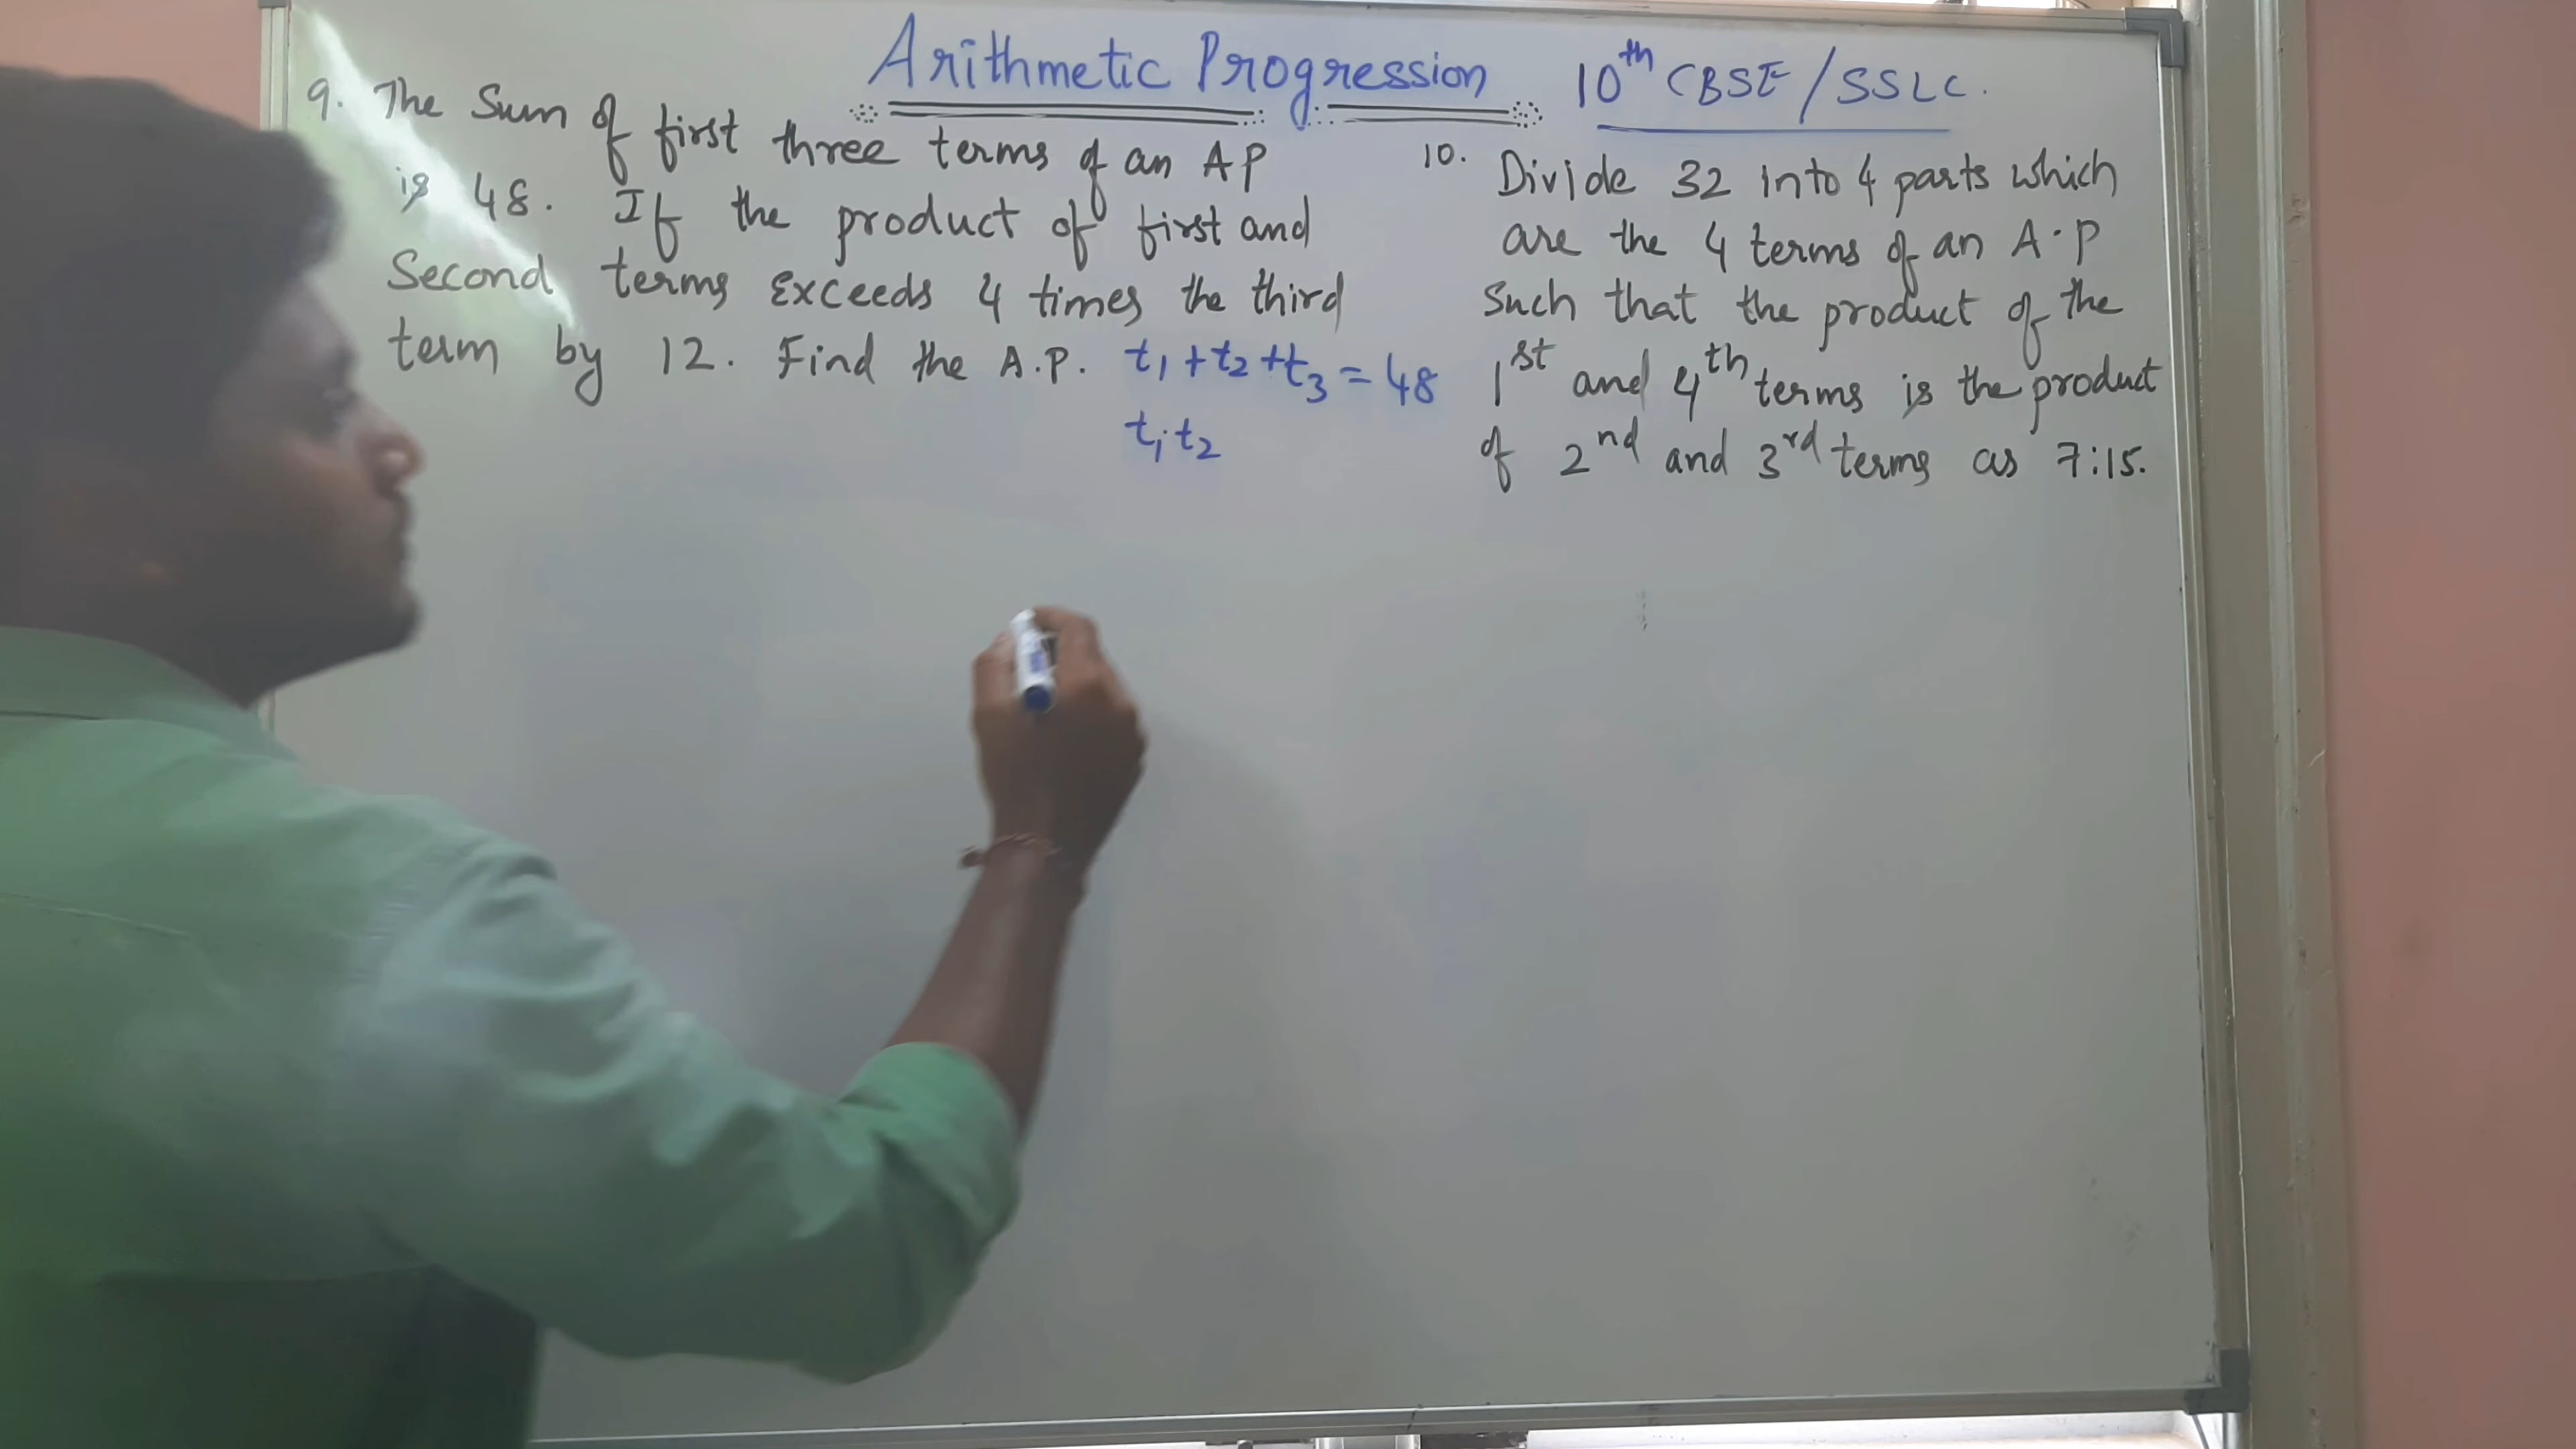 Arithmetic Progression 10th CBSE / SSLC.
9. The Sum of first three terms of an AP
is 48. If the product of first and
Second terms exceeds 4 times the third
term by 12. Find the A.P. t1 + t2 + t3 = 48
t1. t2
10. Divide 32 into 4 parts which
are the 4 terms of an A.P
Such that the product of the
1st and 4th terms is the product
of 2nd and 3rd terms as 7:15.